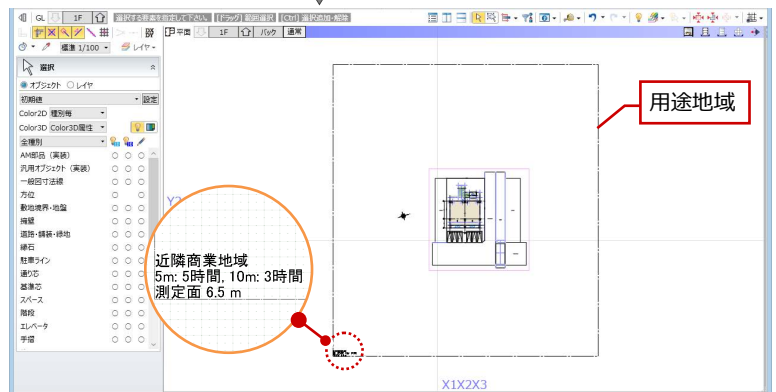 GL 1F 選択する要素を指定して下さい。 [[ドラッグ] 範囲選択 [[Ctrl] 選択追加・解除
平面 1F バック 通常
標準 1/100 レイヤー
選択
オブジェクト レイヤ
初期値 設定
Color2D 種別毎
Color3D Color3D属性
全種別
AM部品（実装）
汎用オブジェクト（実装）
一般図寸法線
方位
敷地境界・地盤
擁壁
道路・舗装・緑地
縁石
駐車ライン
通り芯
基準芯
スペース
階段
エレベータ
手摺
用途地域
近隣商業地域
5m: 5時間, 10m: 3時間
測定面 6.5 m
X1X2X3